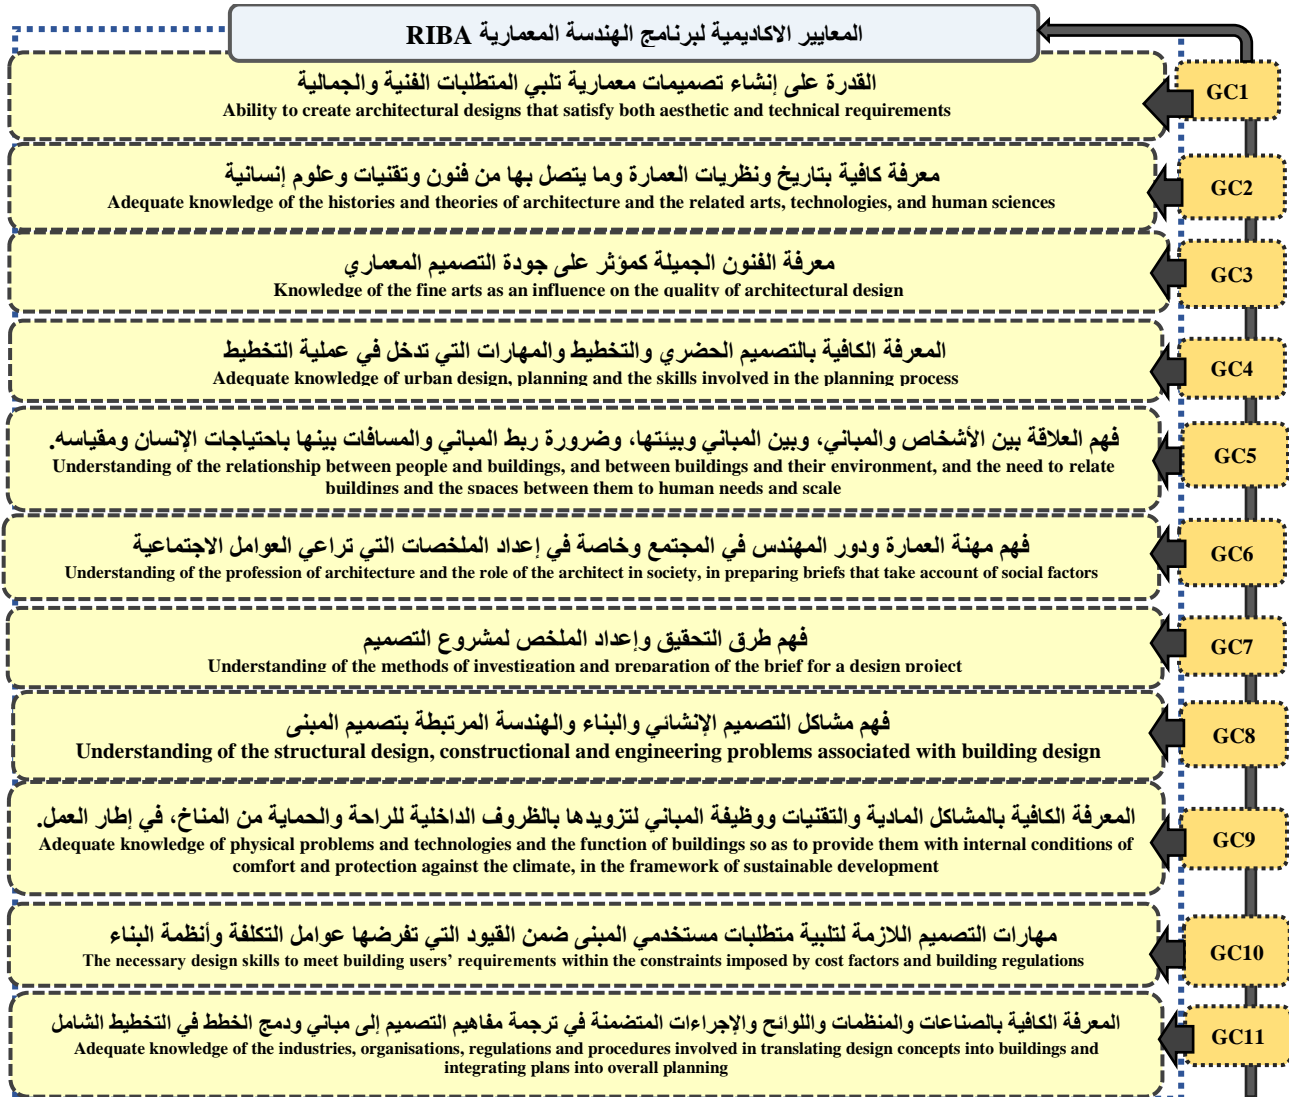 المعايير الاكاديمية لبرنامج الهندسة المعمارية RIBA
GC1
القدرة على إنشاء تصميمات معمارية تلبي المتطلبات الفنية والجمالية
Ability to create architectural designs that satisfy both aesthetic and technical requirements
GC2
معرفة كافية بتاريخ ونظريات العمارة وما يتصل بها من فنون وتقنيات وعلوم إنسانية
Adequate knowledge of the histories and theories of architecture and the related arts, technologies, and human sciences
GC3
معرفة الفنون الجميلة كمؤثر على جودة التصميم المعماري
Knowledge of the fine arts as an influence on the quality of architectural design
GC4
المعرفة الكافية بالتصميم الحضري والتخطيط والمهارات التي تدخل في عملية التخطيط
Adequate knowledge of urban design, planning and the skills involved in the planning process
GC5
فهم العلاقة بين الأشخاص والمباني، وبين المباني وبيئتها، وضرورة ربط المباني والمسافات بينها باحتياجات الإنسان ومقياسه.
Understanding of the relationship between people and buildings, and between buildings and their environment, and the need to relate
buildings and the spaces between them to human needs and scale
GC6
فهم مهنة العمارة ودور المهندس في المجتمع وخاصة في إعداد الملخصات التي تراعي العوامل الاجتماعية
Understanding of the profession of architecture and the role of the architect in society, in preparing briefs that take account of social factors
GC7
فهم طرق التحقيق وإعداد الملخص لمشروع التصميم
Understanding of the methods of investigation and preparation of the brief for a design project
GC8
فهم مشاكل التصميم الإنشائي والبناء والهندسة المرتبطة بتصميم المبنى
Understanding of the structural design, constructional and engineering problems associated with building design
GC9
المعرفة الكافية بالمشاكل المادية والتقنيات ووظيفة المباني لتزويدها بالظروف الداخلية للراحة والحماية من المناخ، في إطار العمل.
Adequate knowledge of physical problems and technologies and the function of buildings so as to provide them with internal conditions of
comfort and protection against the climate, in the framework of sustainable development
GC10
مهارات التصميم اللازمة لتلبية متطلبات مستخدمي المبنى ضمن القيود التي تفرضها عوامل التكلفة وأنظمة البناء
The necessary design skills to meet building users’ requirements within the constraints imposed by cost factors and building regulations
GC11
المعرفة الكافية بالصناعات والمنظمات واللوائح والإجراءات المتضمنة في ترجمة مفاهيم التصميم إلى مباني ودمج الخطط في التخطيط الشامل
Adequate knowledge of the industries, organisations, regulations and procedures involved in translating design concepts into buildings and
integrating plans into overall planning